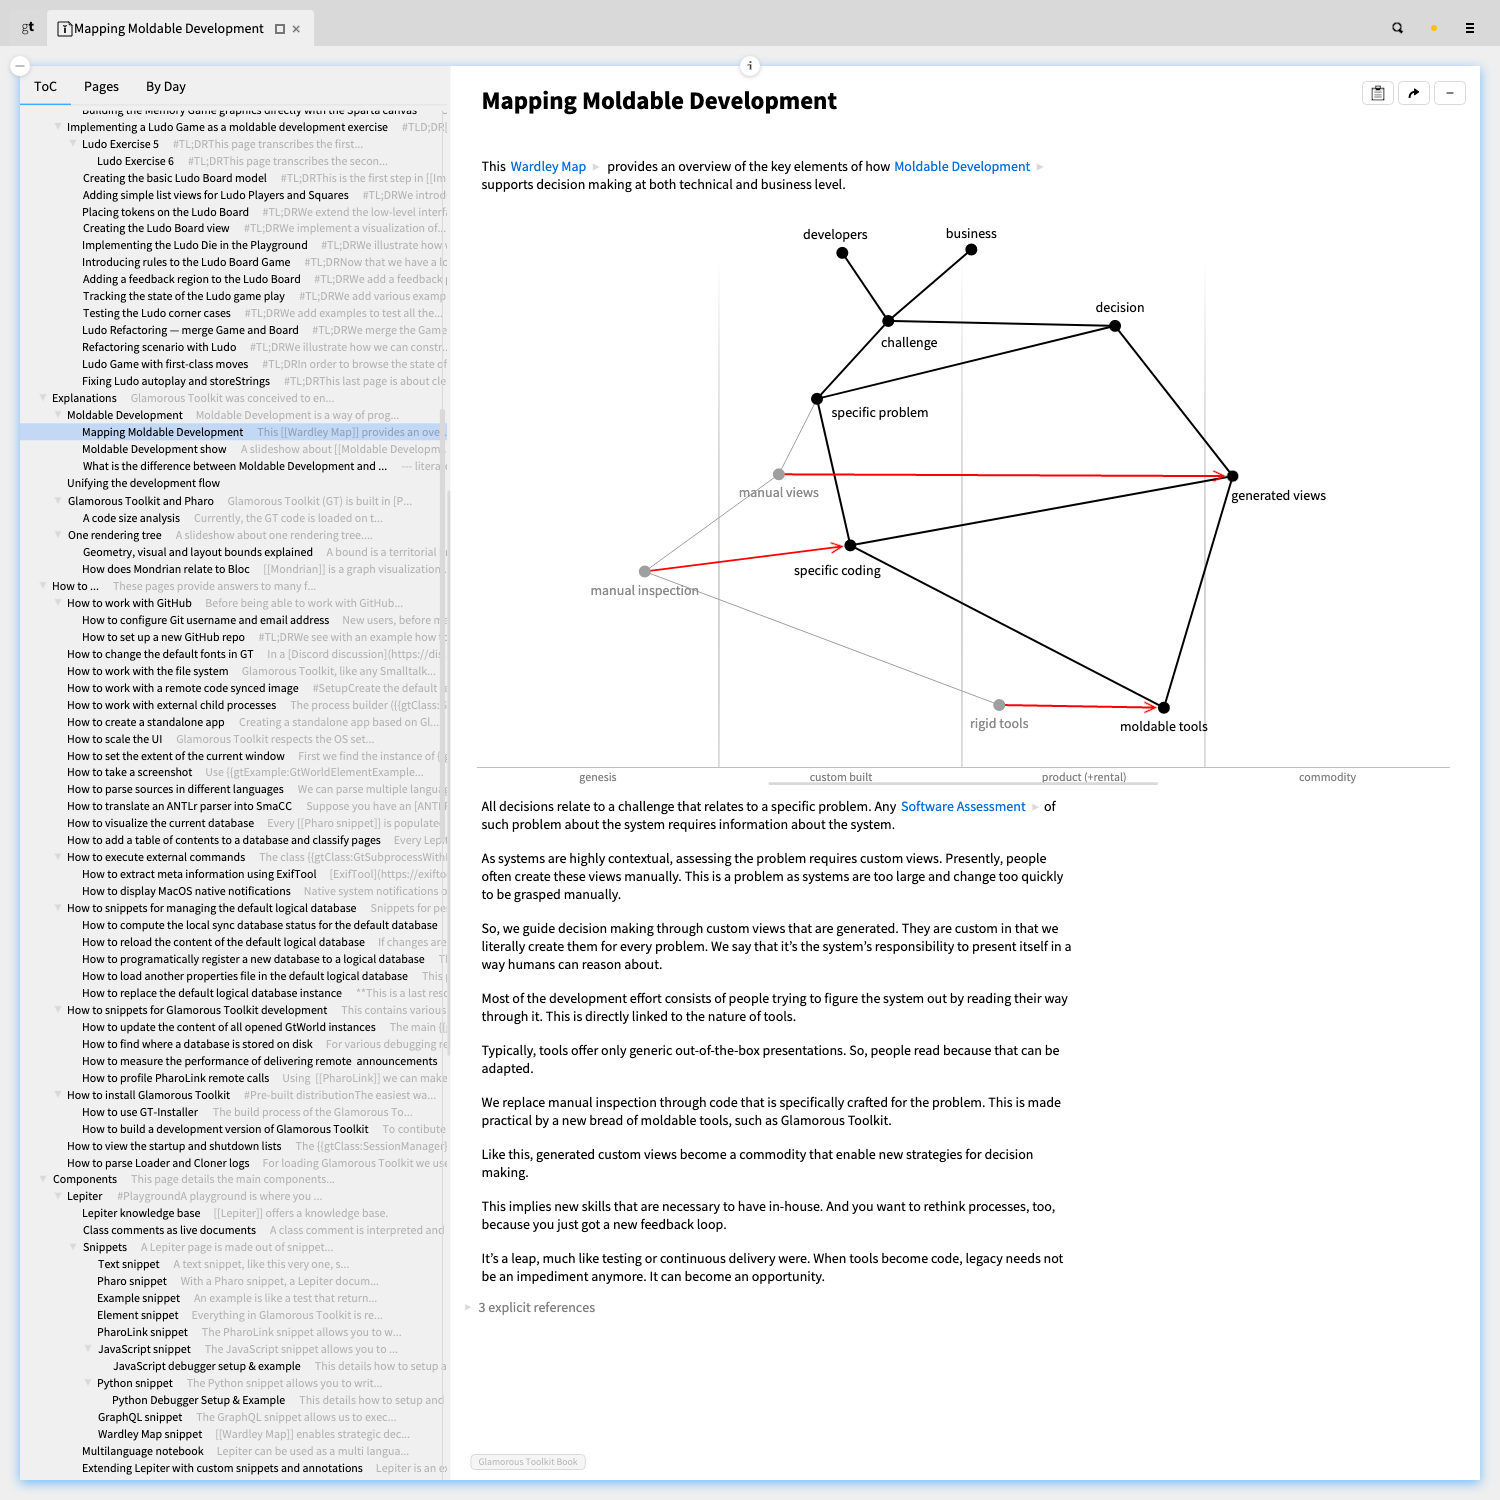 gt
Mapping Moldable Development
ToC Pages By Day
Building the Memory Game graphics directly with the Sparta canvas
Implementing a Ludo Game as a moldable development exercise #TLD;DR[
Ludo Exercise 5 #TL;DRThis page transcribes the first...
Ludo Exercise 6 #TL;DRThis page transcribes the secon...
Creating the basic Ludo Board model #TL;DRThis is the first step in [[Im
Adding simple list views for Ludo Players and Squares #TL;DRWe introd
Placing tokens on the Ludo Board #TL;DRWe extend the low-level interf
Creating the Ludo Board view #TL;DRWe implement a visualization of...
Implementing the Ludo Die in the Playground #TL;DRWe illustrate how
Introducing rules to the Ludo Board Game #TL;DRNow that we have a lo
Adding a feedback region to the Ludo Board #TL;DRWe add a feedback
Tracking the state of the Ludo game play #TL;DRWe add various examp
Testing the Ludo corner cases #TL;DRWe add examples to test all the...
Ludo Refactoring — merge Game and Board #TL;DRWe merge the Game
Refactoring scenario with Ludo #TL;DRWe illustrate how we can constr...
Ludo Game with first-class moves #TL;DRIn order to browse the state of
Fixing Ludo autoplay and storeStrings #TL;DRThis last page is about cle
Explanations Glamorous Toolkit was conceived to en...
Moldable Development Moldable Development is a way of prog...
Mapping Moldable Development This [[Wardley Map]] provides an ove
Moldable Development show A slideshow about [[Moldable Developm
What is the difference between Moldable Development and ... --- litera
Unifying the development flow
Glamorous Toolkit and Pharo Glamorous Toolkit (GT) is built in [P...
A code size analysis Currently, the GT code is loaded on t...
One rendering tree A slideshow about one rendering tree....
Geometry, visual and layout bounds explained A bound is a territorial
How does Mondrian relate to Bloc [[Mondrian]] is a graph visualization
How to ... These pages provide answers to many f...
How to work with GitHub Before being able to work with GitHub...
How to configure Git username and email address New users, before m
How to set up a new GitHub repo #TL;DRWe see with an example how
How to change the default fonts in GT In a [Discord discussion](https://dis
How to work with the file system Glamorous Toolkit, like any Smalltalk...
How to work with a remote code synced image #SetupCreate the default
How to work with external child processes The process builder ({{gtClass:
How to create a standalone app Creating a standalone app based on Gl...
How to scale the UI Glamorous Toolkit respects the OS set...
How to set the extent of the current window First we find the instance of
How to take a screenshot Use {{gtExample:GtWorldElementExample...
How to parse sources in different languages We can parse multiple langua
How to translate an ANTLr parser into SmaCC Suppose you have an [ANTL
How to visualize the current database Every [[Pharo snippet]] is populate
How to add a table of contents to a database and classify pages Every Lepi
How to execute external commands The class {{gtClass:GtSubprocessWith
How to extract meta information using ExifTool [ExifTool](https://exifto
How to display MacOS native notifications Native system notifications
How to snippets for managing the default logical database Snippets for pe
How to compute the local sync database status for the default database
How to reload the content of the default logical database If changes are
How to programatically register a new database to a logical database
How to load another properties file in the default logical database This
How to replace the default logical database instance **This is a last reso
How to snippets for Glamorous Toolkit development This contains various
How to update the content of all opened GtWorld instances The main {{
How to find where a database is stored on disk For various debugging re
How to measure the performance of delivering remote announcements
How to profile PharoLink remote calls Using [[PharoLink]] we can make
How to install Glamorous Toolkit #Pre-built distributionThe easiest wa...
How to use GT-Installer The build process of the Glamorous To...
How to build a development version of Glamorous Toolkit To contibute
How to view the startup and shutdown lists The {{gtClass:SessionManager}
How to parse Loader and Cloner logs For loading Glamorous Toolkit we use
Components This page details the main components...
Lepiter #PlaygroundA playground is where you ...
Lepiter knowledge base [[Lepiter]] offers a knowledge base.
Class comments as live documents A class comment is interpreted and
Snippets A Lepiter page is made out of snippet...
Text snippet A text snippet, like this very one, s...
Pharo snippet With a Pharo snippet, a Lepiter docum...
Example snippet An example is like a test that return...
Element snippet Everything in Glamorous Toolkit is re...
PharoLink snippet The PharoLink snippet allows you to w...
JavaScript snippet The JavaScript snippet allows you to ...
JavaScript debugger setup & example This details how to setup a
Python snippet The Python snippet allows you to writ...
Python Debugger Setup & Example This details how to setup and
GraphQL snippet The GraphQL snippet allows us to exec...
Wardley Map snippet [[Wardley Map]] enables strategic dec...
Multilanguage notebook Lepiter can be used as a multi langua...
Extending Lepiter with custom snippets and annotations Lepiter is an e
Mapping Moldable Development
This Wardley Map provides an overview of the key elements of how Moldable Development
supports decision making at both technical and business level.
developers
business
decision
challenge
specific problem
manual views
generated views
specific coding
manual inspection
rigid tools
moldable tools
genesis custom built product (+rental) commodity
All decisions relate to a challenge that relates to a specific problem. Any Software Assessment of
such problem about the system requires information about the system.
As systems are highly contextual, assessing the problem requires custom views. Presently, people
often create these views manually. This is a problem as systems are too large and change too quickly
to be grasped manually.
So, we guide decision making through custom views that are generated. They are custom in that we
literally create them for every problem. We say that it's the system's responsibility to present itself in a
way humans can reason about.
Most of the development effort consists of people trying to figure the system out by reading their way
through it. This is directly linked to the nature of tools.
Typically, tools offer only generic out-of-the-box presentations. So, people read because that can be
adapted.
We replace manual inspection through code that is specifically crafted for the problem. This is made
practical by a new bread of moldable tools, such as Glamorous Toolkit.
Like this, generated custom views become a commodity that enable new strategies for decision
making.
This implies new skills that are necessary to have in-house. And you want to rethink processes, too,
because you just got a new feedback loop.
It's a leap, much like testing or continuous delivery were. When tools become code, legacy needs not
be an impediment anymore. It can become an opportunity.
3 explicit references
Glamorous Toolkit Book